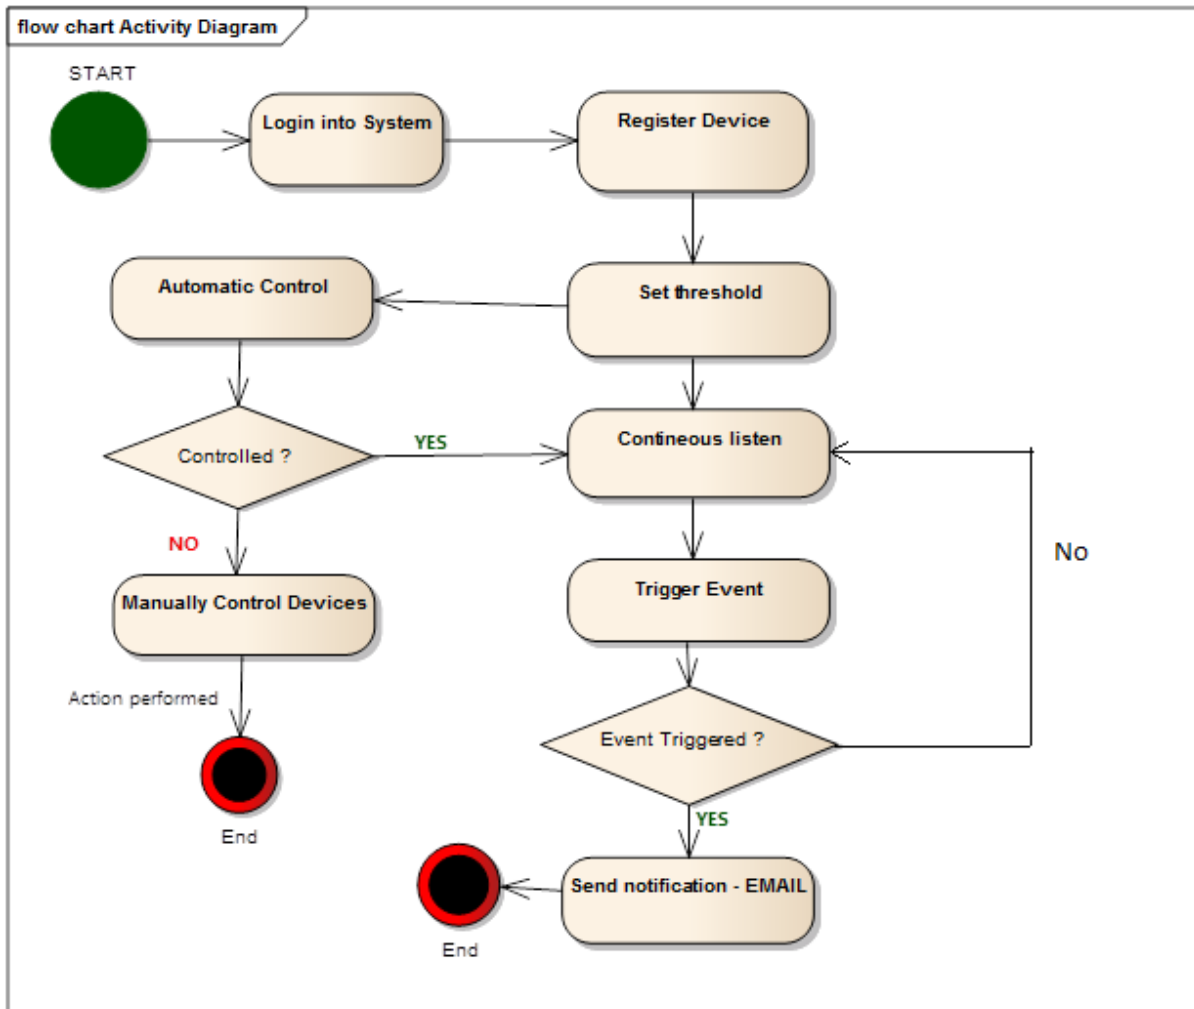 flow chart Activity Diagram
START
Login into System
Register Device
Automatic Control
Set threshold
Controlled ?
YES
Contineous listen
NO
No
Manually Control Devices
Trigger Event
Action performed
Event Triggered ?
End
YES
Send notification - EMAIL
End